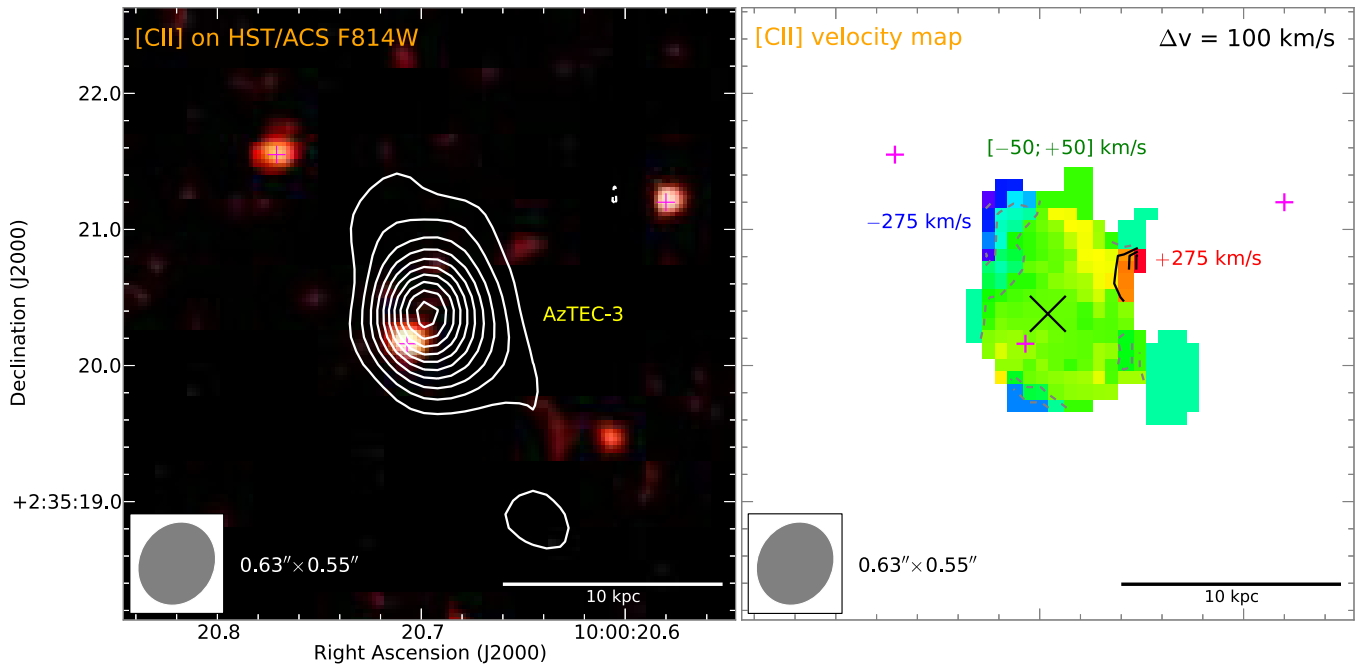 [CII] on HST/ACS F814W
22.0
21.0
20.0
+2:35:19.0
Declination (J2000)
AzTEC-3
0.63″×0.55″
10 kpc
20.8
20.7
10:00:20.6
Right Ascension (J2000)
[CII] velocity map
Δv = 100 km/s
[−50; +50] km/s
−275 km/s
+275 km/s
0.63″×0.55″
10 kpc